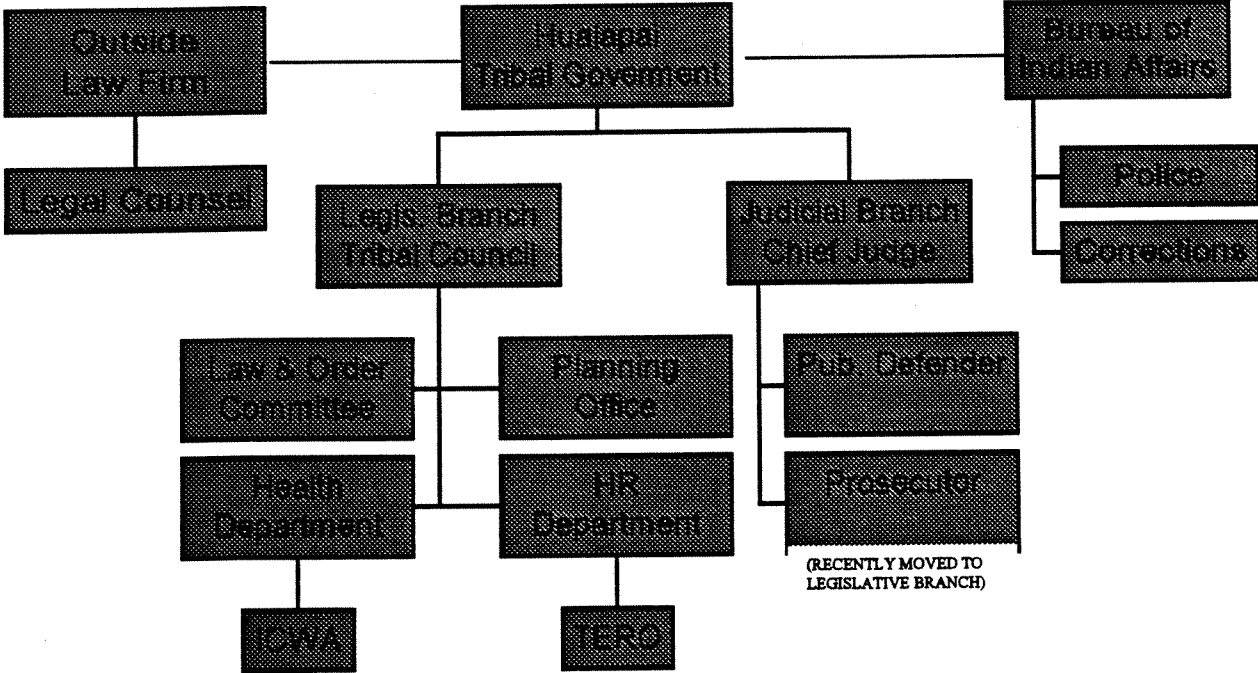 Outside
Law Firm
Hualapai
Tribal Goverment
Bureau of
Indian Affairs
Legal Counsel
Legis. Branch
Tribal Council
Judicial Branch
Chief Judge
Police
Corrections
Law & Order
Committee
Planning
Office
Pub. Defender
Health
Department
HR
Department
Prosecutor
(RECENTLY MOVED TO
LEGISLATIVE BRANCH)
ICWA
TERO